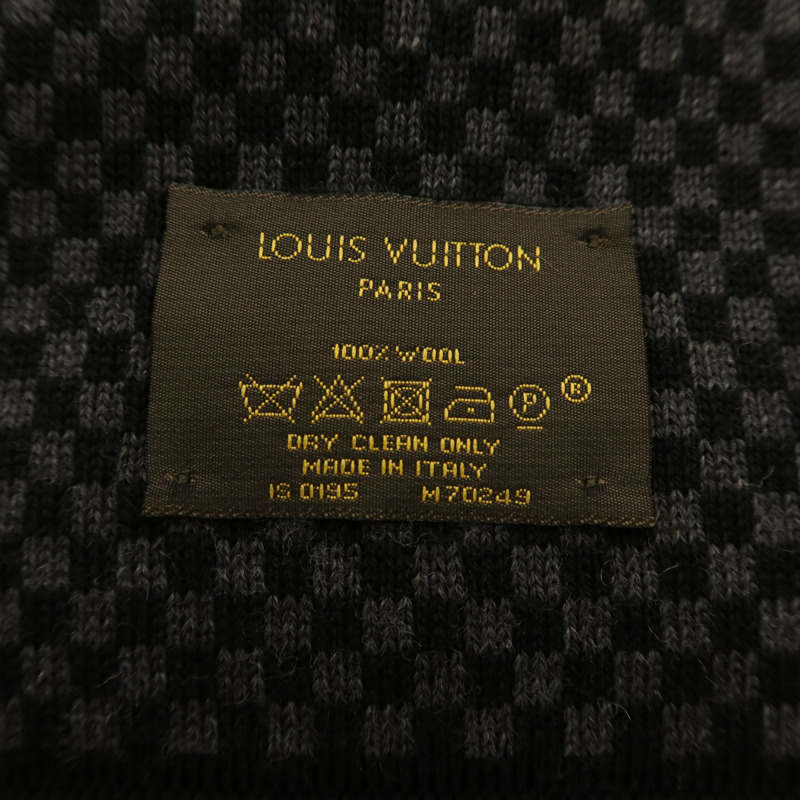 LOUIS VUITTON
PARIS
100% WOOL
P ®
DRY CLEAN ONLY
MADE IN ITALY
IS 0195 M70249